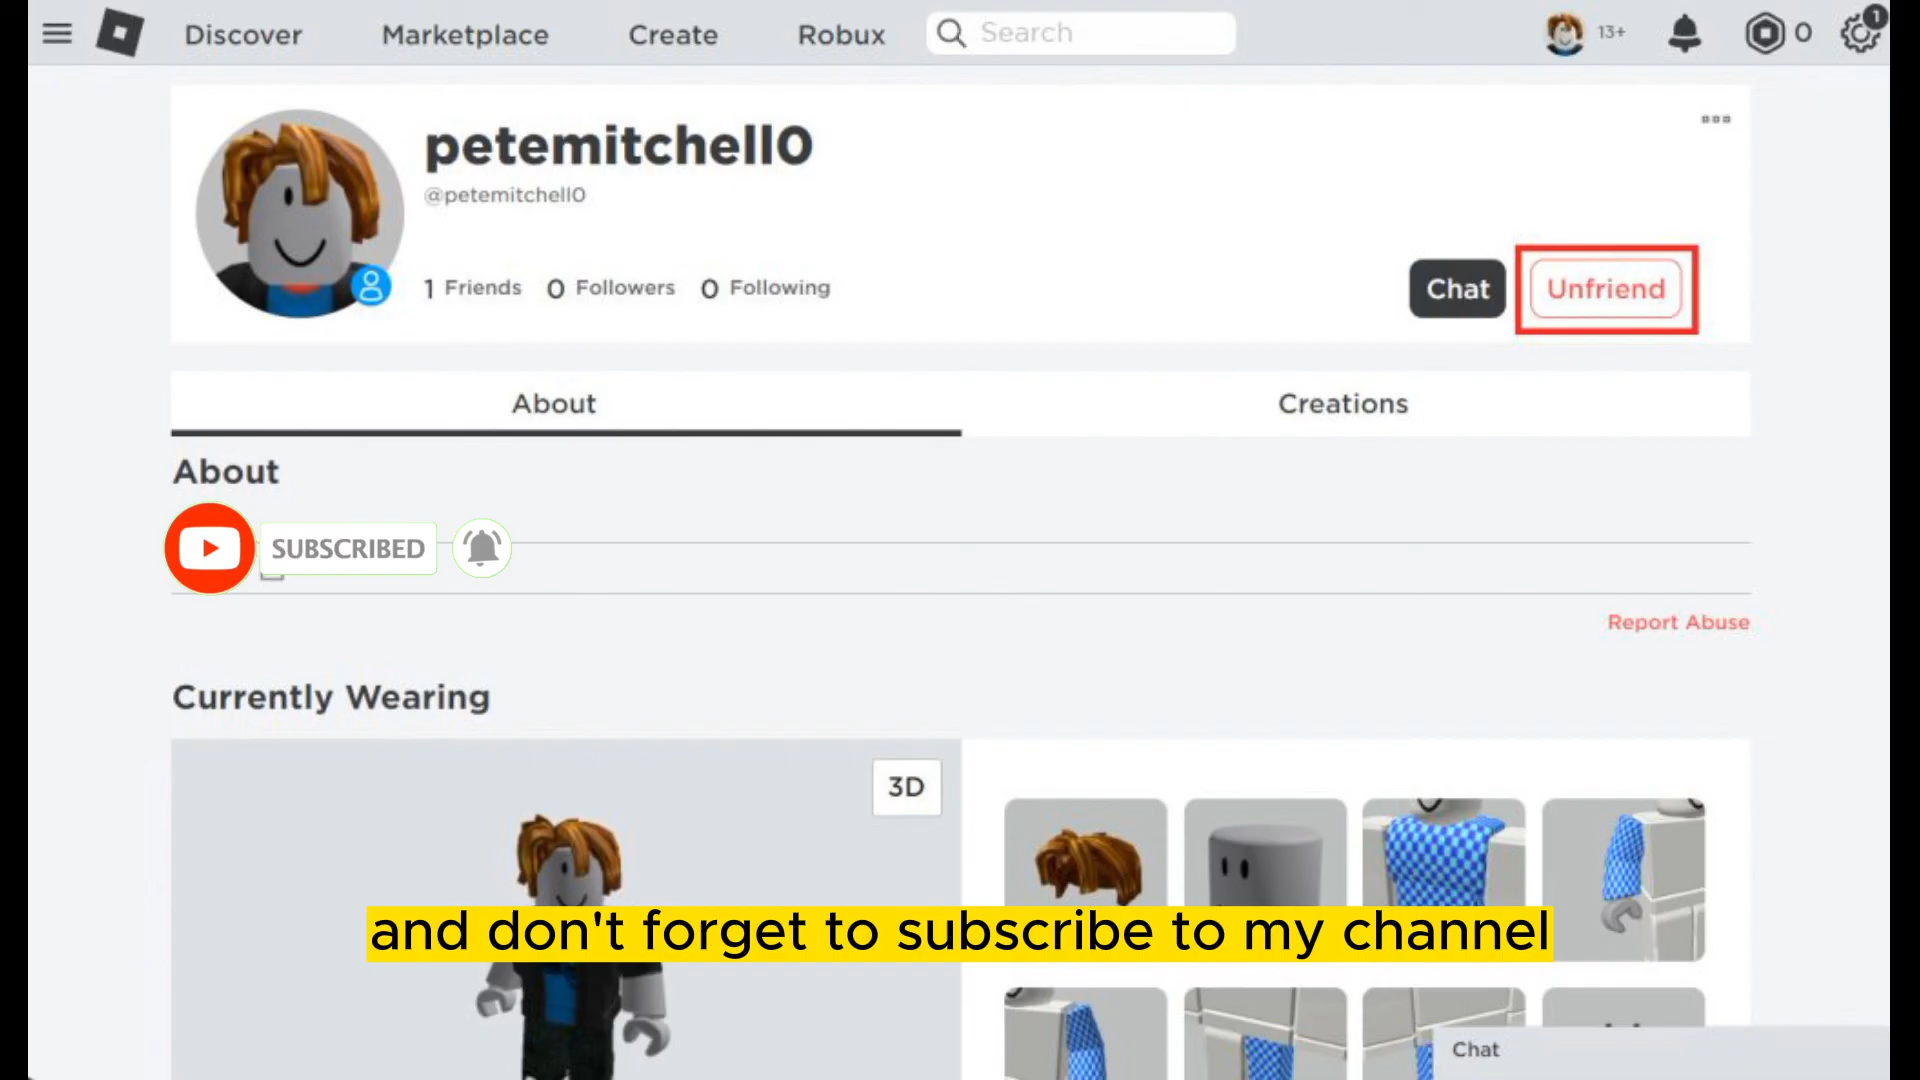 Discover Marketplace Create Robux Search 13+ 0 1
petemitchell0
@petemitchell0
1 Friends 0 Followers 0 Following
Chat Unfriend
About Creations
About
SUBSCRIBED
Report Abuse
Currently Wearing
3D
and don't forget to subscribe to my channel
Chat